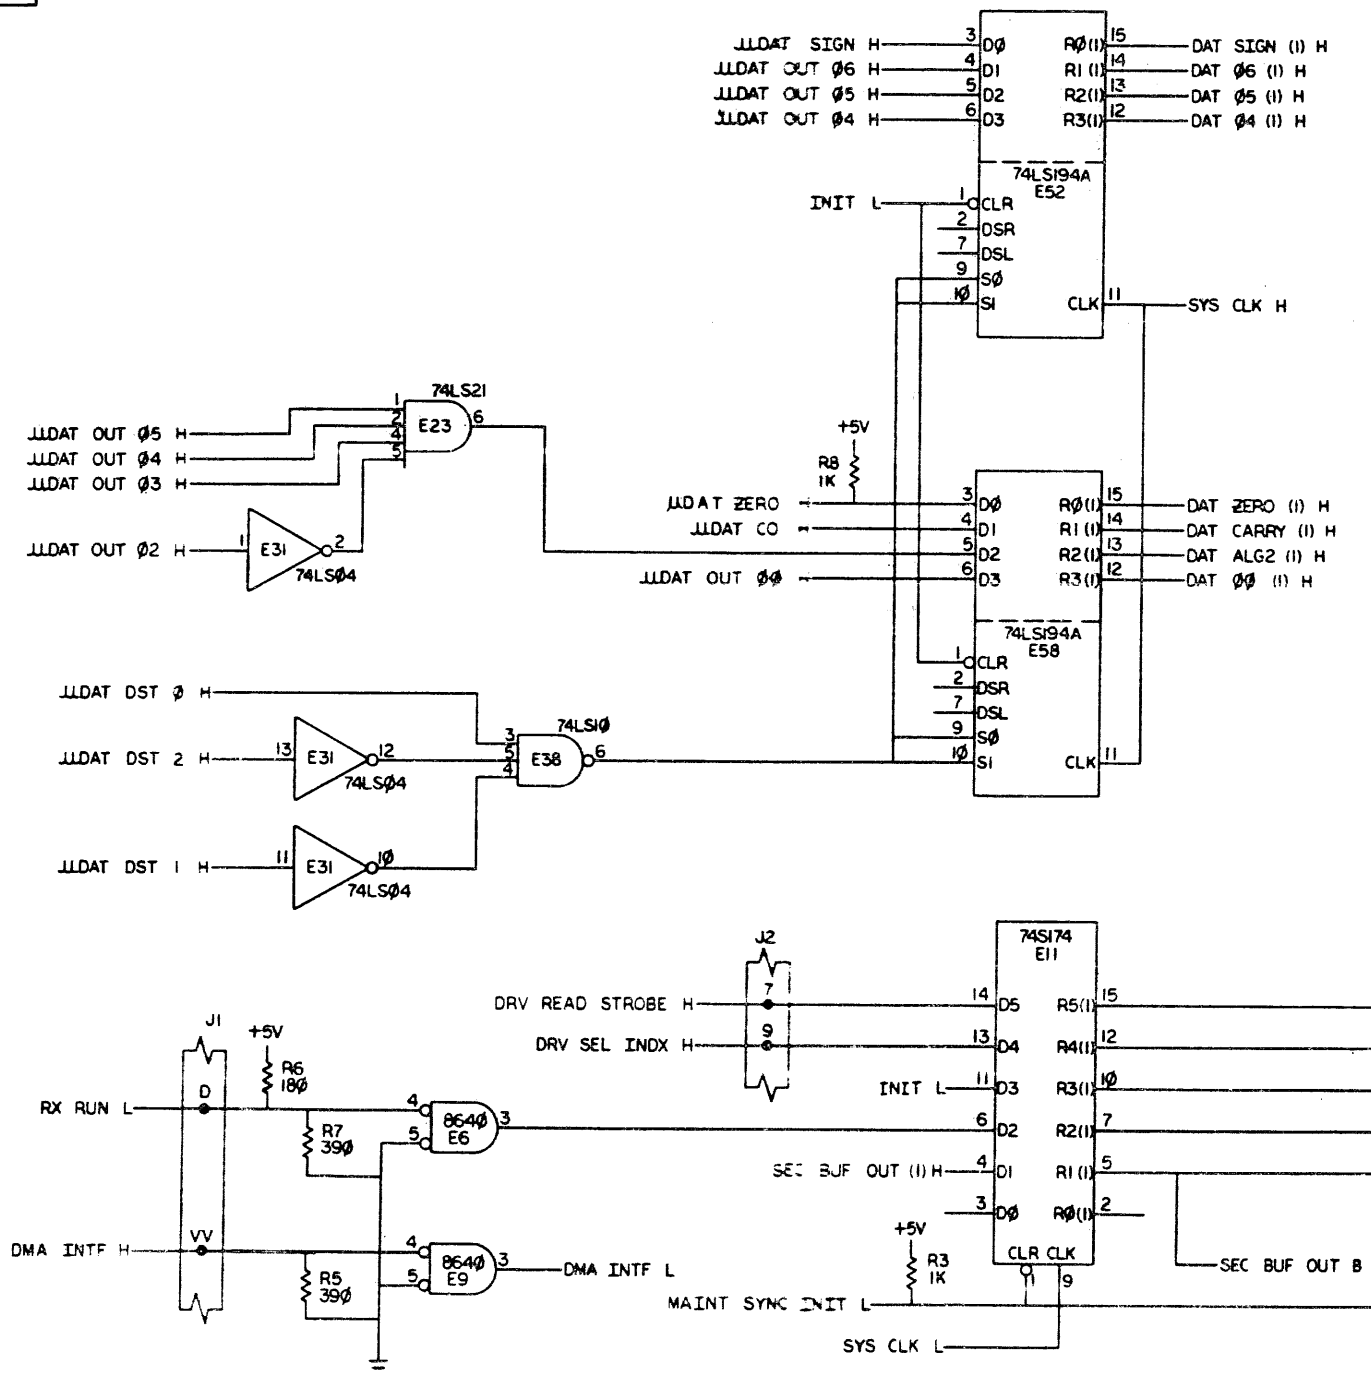 µDAT SIGN H 3 DØ RØ(1) 15 DAT SIGN (1) H
µDAT OUT Ø6 H 4 D1 R1(1) 14 DAT Ø6 (1) H
µDAT OUT Ø5 H 5 D2 R2(1) 13 DAT Ø5 (1) H
µDAT OUT Ø4 H 6 D3 R3(1) 12 DAT Ø4 (1) H
74LS194A
E52
INIT L 1 CLR
2 DSR
7 DSL
9 SØ
1Ø S1 CLK 11 SYS CLK H
74LS21
1
2
4
5
E23 6
µDAT OUT Ø5 H
µDAT OUT Ø4 H
µDAT OUT Ø3 H
µDAT OUT Ø2 H 1 E31 2
74LSØ4
+5V
R8
1K
µDAT ZERO H 3 DØ RØ(1) 15 DAT ZERO (1) H
µDAT CO H 4 D1 R1(1) 14 DAT CARRY (1) H
5 D2 R2(1) 13 DAT ALG2 (1) H
µDAT OUT ØØ H 6 D3 R3(1) 12 DAT ØØ (1) H
74LS194A
E58
1 CLR
2 DSR
7 DSL
9 SØ
1Ø S1 CLK 11
µDAT DST Ø H
74LS1Ø
3
5
4
E38 6
µDAT DST 2 H 13 E31 12
74LSØ4
µDAT DST 1 H 11 E31 1Ø
74LSØ4
74S174
E11
J2
DRV READ STROBE H 7 14 D5 R5(1) 15
DRV SEL INDX H 9 13 D4 R4(1) 12
INIT L 11 D3 R3(1) 1Ø
6 D2 R2(1) 7
SEC BUF OUT (1) H 4 D1 R1(1) 5
3 DØ RØ(1) 2
CLR CLK
1 9
SEC BUF OUT B
J1
+5V
R6
18Ø
RX RUN L D 4 864Ø 3
5 E6
R7
39Ø
DMA INTF H VV 4 864Ø 3 DMA INTF L
5 E9
R5
39Ø
+5V
R3
1K
MAINT SYNC INIT L
SYS CLK L